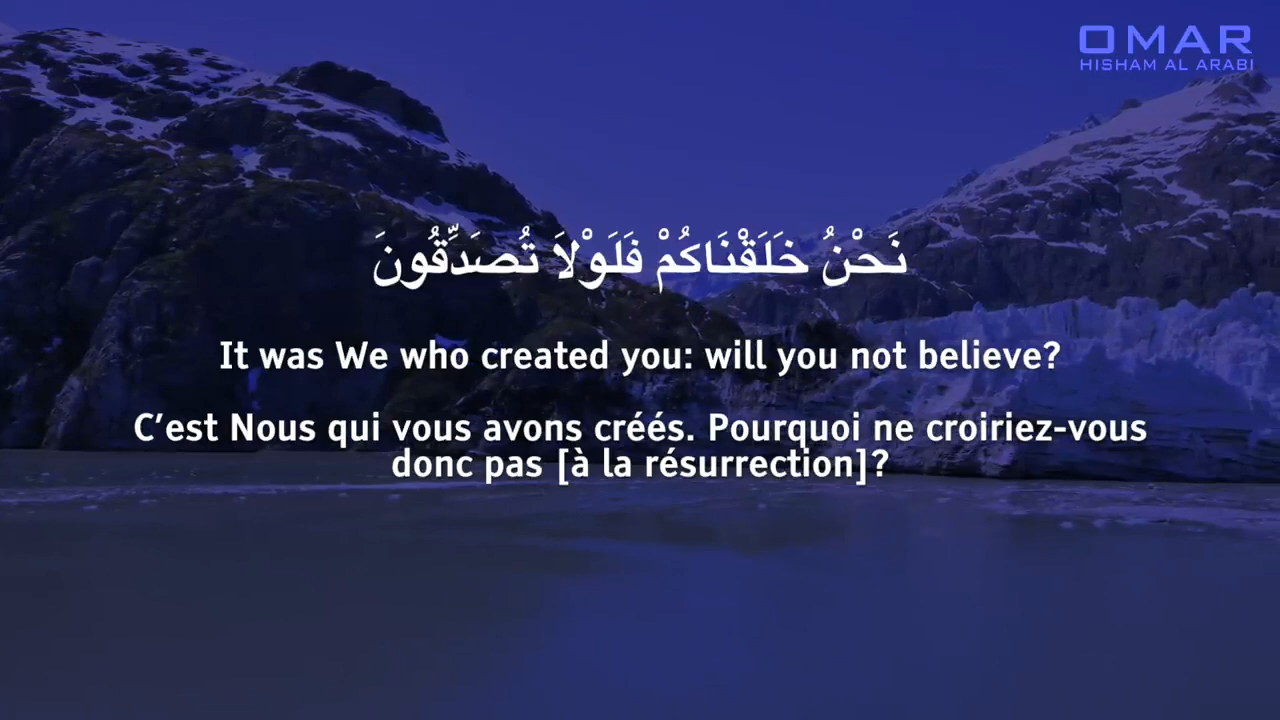 OMAR
HISHAM AL ARABI
نَحْنُ خَلَقْنَاكُمْ فَلَوْلاَ تُصَدِّقُونَ
It was We who created you: will you not believe?
C’est Nous qui vous avons créés. Pourquoi ne croiriez-vous
donc pas [à la résurrection]?